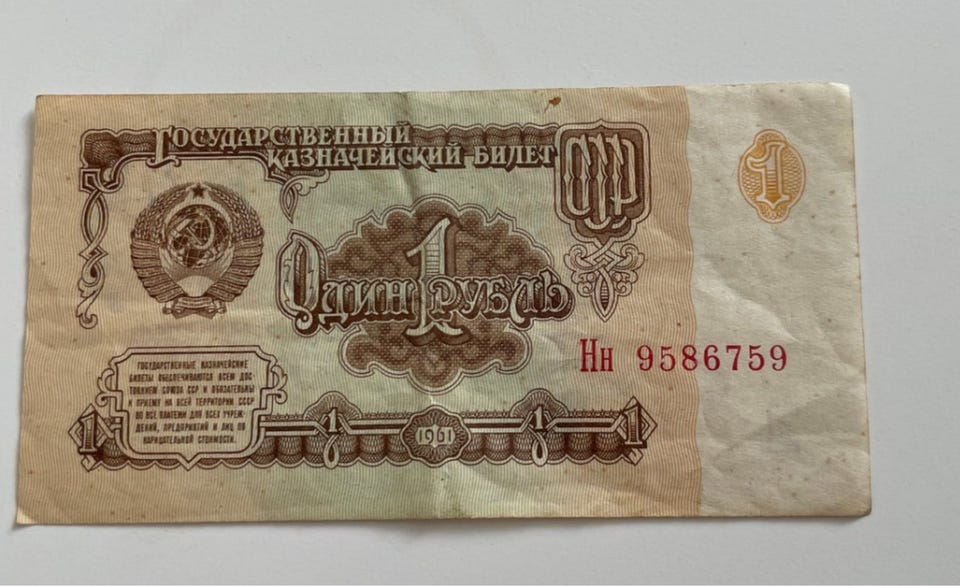 Государственный
казначейский билет
СССР
1
Один 1 рубль
Нн 9586759
ГОСУДАРСТВЕННЫЕ КАЗНАЧЕЙСКИЕ
БИЛЕТЫ ОБЕСПЕЧИВАЮТСЯ ВСЕМ ДОС
ТОЯНИЕМ СОЮЗА ССР И ОБЯЗАТЕЛЬНЫ
К ПРИЕМУ НА ВСЕЙ ТЕРРИТОРИИ СССР
ВО ВСЕ ПЛАТЕЖИ ДЛЯ ВСЕХ УЧРЕЖ-
ДЕНИЙ, ПРЕДПРИЯТИЙ И ЛИЦ ПО
НАРИЦАТЕЛЬНОЙ СТОИМОСТИ.
1 1 1961 1 1